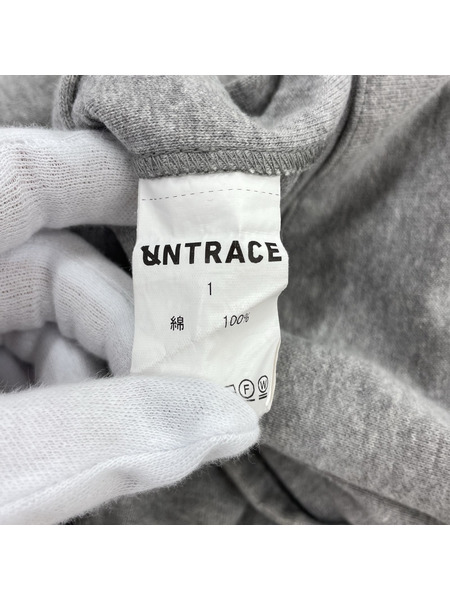 UNTRACE
1
綿 100%
F W